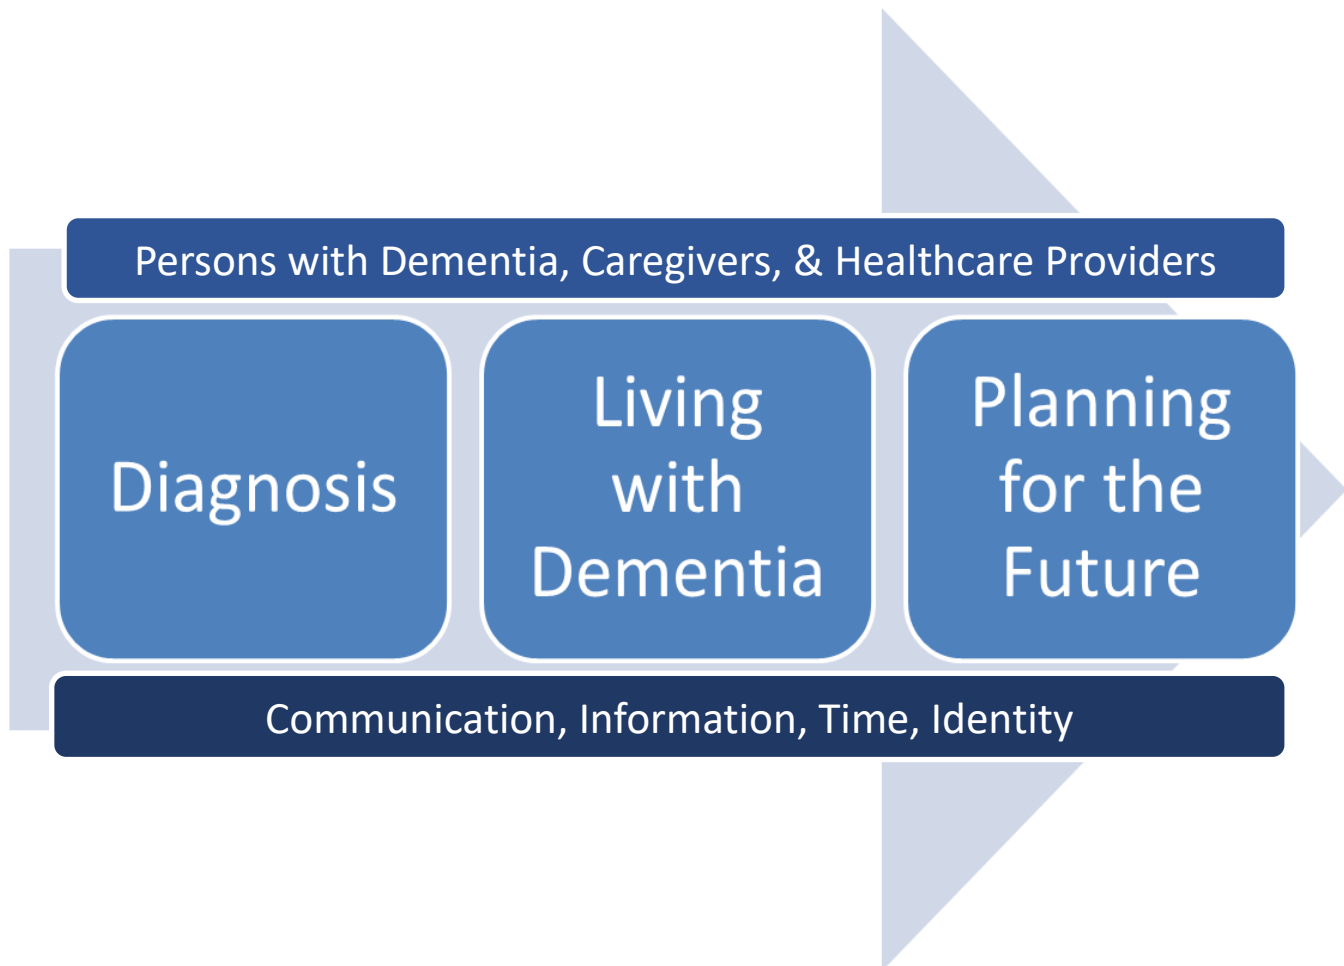 Persons with Dementia, Caregivers, & Healthcare Providers
Diagnosis
Living
with
Dementia
Planning
for the
Future
Communication, Information, Time, Identity